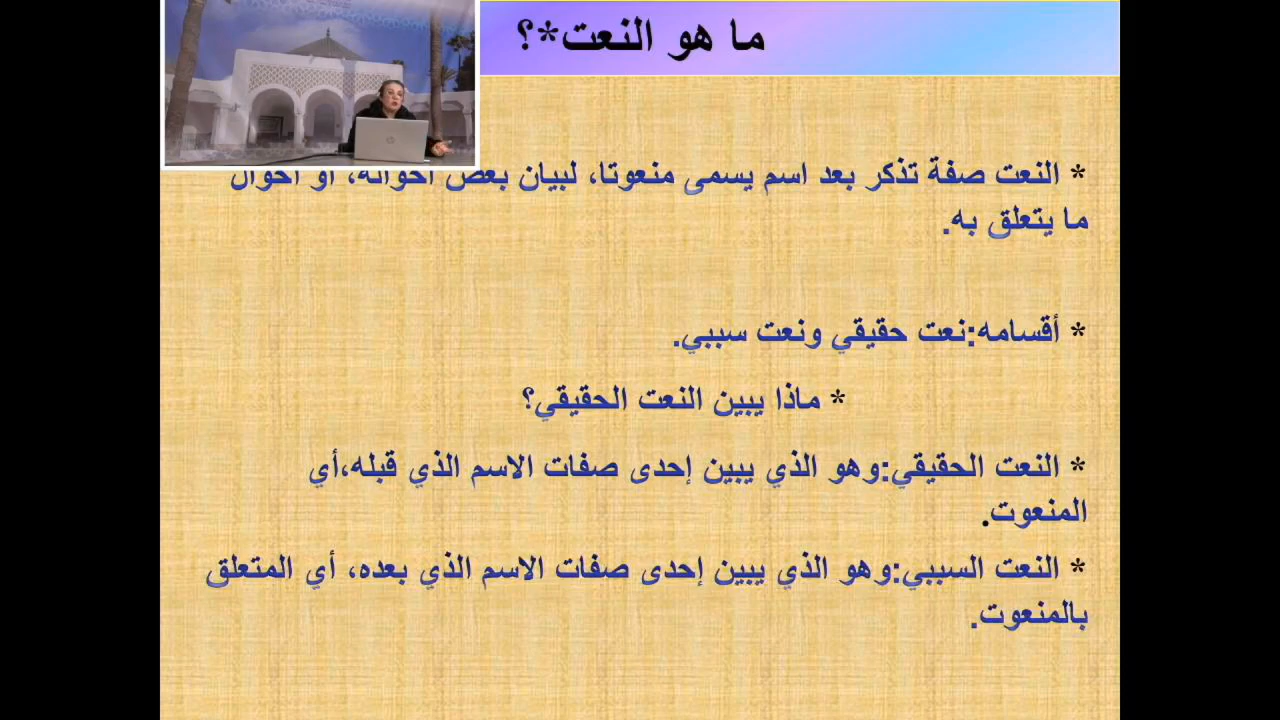 ما هو النعت*؟
* النعت صفة تذكر بعد اسم يسمى منعوتا، لبيان بعض أحواله، أو أحوال
ما يتعلق به.
* أقسامه:نعت حقيقي ونعت سببي.
* ماذا يبين النعت الحقيقي؟
* النعت الحقيقي:وهو الذي يبين إحدى صفات الاسم الذي قبله،أي
المنعوت.
* النعت السببي:وهو الذي يبين إحدى صفات الاسم الذي بعده، أي المتعلق
بالمنعوت.